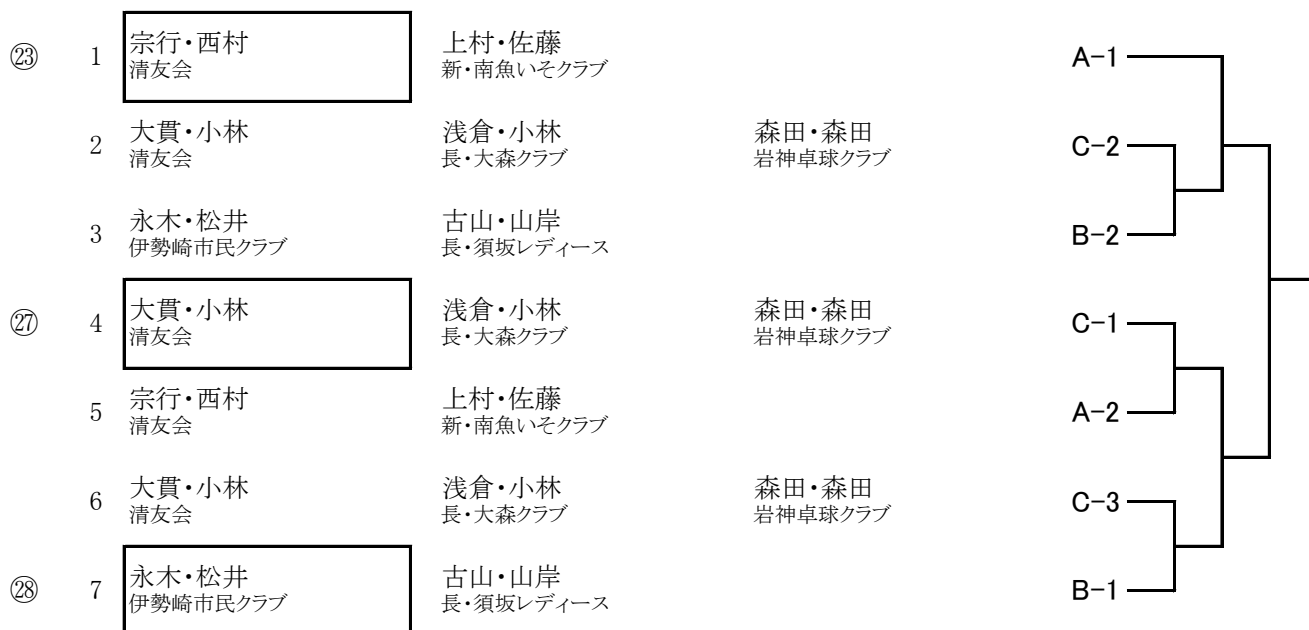 ㉓ 1 宗行・西村 上村・佐藤 A-1
清友会 新・南魚いそクラブ
2 大貫・小林 浅倉・小林 森田・森田 C-2
清友会 長・大森クラブ 岩神卓球クラブ
3 永木・松井 古山・山岸 B-2
伊勢崎市民クラブ 長・須坂レディース
㉗ 4 大貫・小林 浅倉・小林 森田・森田 C-1
清友会 長・大森クラブ 岩神卓球クラブ
5 宗行・西村 上村・佐藤 A-2
清友会 新・南魚いそクラブ
6 大貫・小林 浅倉・小林 森田・森田 C-3
清友会 長・大森クラブ 岩神卓球クラブ
㉘ 7 永木・松井 古山・山岸 B-1
伊勢崎市民クラブ 長・須坂レディース